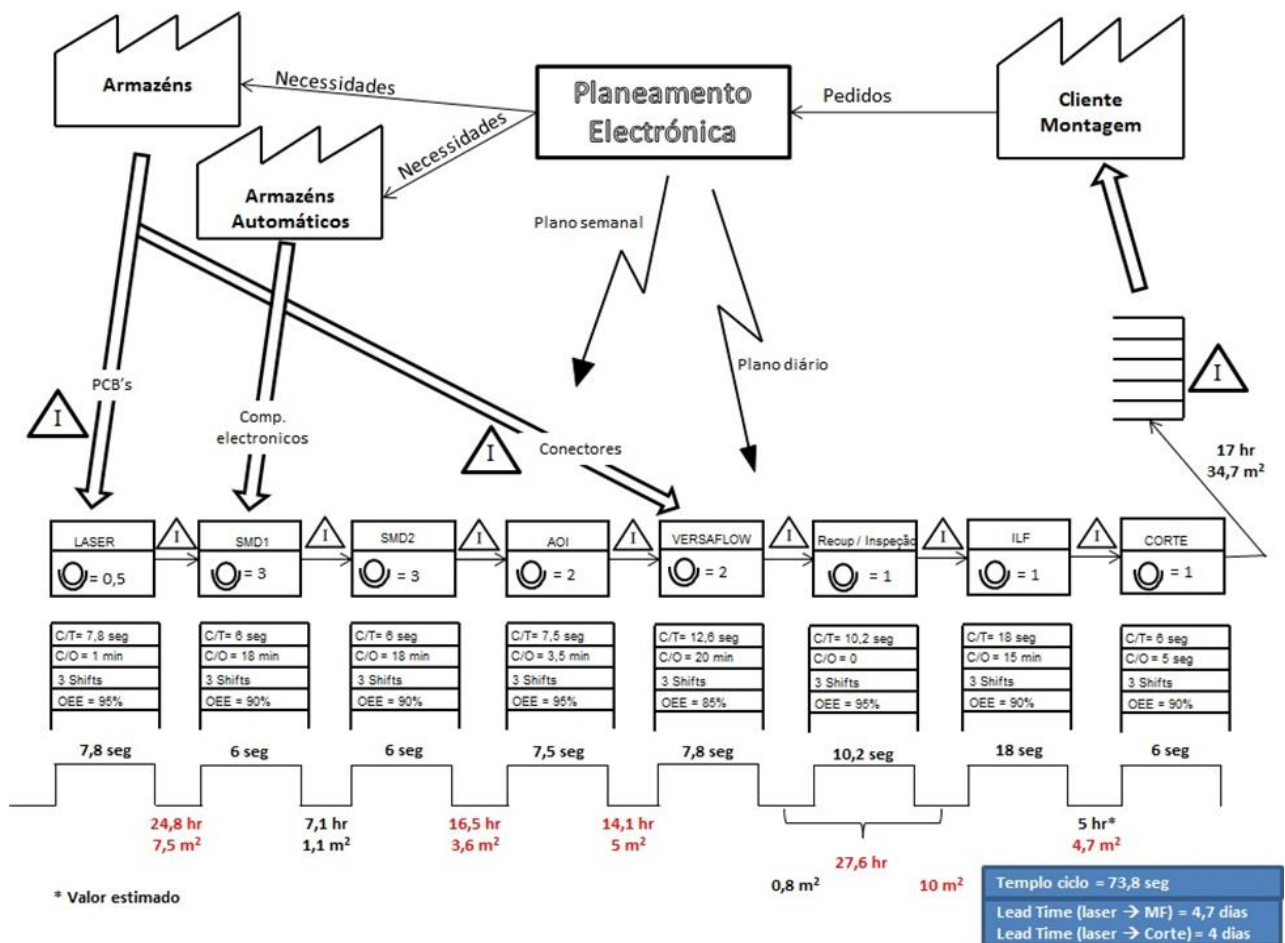 Armazéns
Necessidades
Planeamento
Electrónica
Pedidos
Cliente
Montagem
Necessidades
Armazéns
Automáticos
Plano semanal
Plano diário
I
PCB's
Comp.
electronicos
I
Conectores
I
17 hr
34,7 m²
LASER
= 0,5
I
SMD1
= 3
I
SMD2
= 3
I
AOI
= 2
I
VERSAFLOW
= 2
I
Recup / Inspeção
= 1
I
ILF
= 1
I
CORTE
= 1
C/T= 7,8 seg
C/O = 1 min
3 Shifts
OEE = 95%
C/T= 6 seg
C/O = 18 min
3 Shifts
OEE = 90%
C/T= 6 seg
C/O = 18 min
3 Shifts
OEE = 90%
C/T= 7,5 seg
C/O = 3,5 min
3 Shifts
OEE = 95%
C/T= 12,6 seg
C/O = 20 min
3 Shifts
OEE = 85%
C/T= 10,2 seg
C/O = 0
3 Shifts
OEE = 95%
C/T= 18 seg
C/O = 15 min
3 Shifts
OEE = 90%
C/T= 6 seg
C/O = 5 seg
3 Shifts
OEE = 90%
7,8 seg
6 seg
6 seg
7,5 seg
7,8 seg
10,2 seg
18 seg
6 seg
24,8 hr
7,5 m²
7,1 hr
1,1 m²
16,5 hr
3,6 m²
14,1 hr
5 m²
27,6 hr
0,8 m²
10 m²
5 hr*
4,7 m²
* Valor estimado
Templo ciclo = 73,8 seg
Lead Time (laser → MF) = 4,7 dias
Lead Time (laser → Corte) = 4 dias